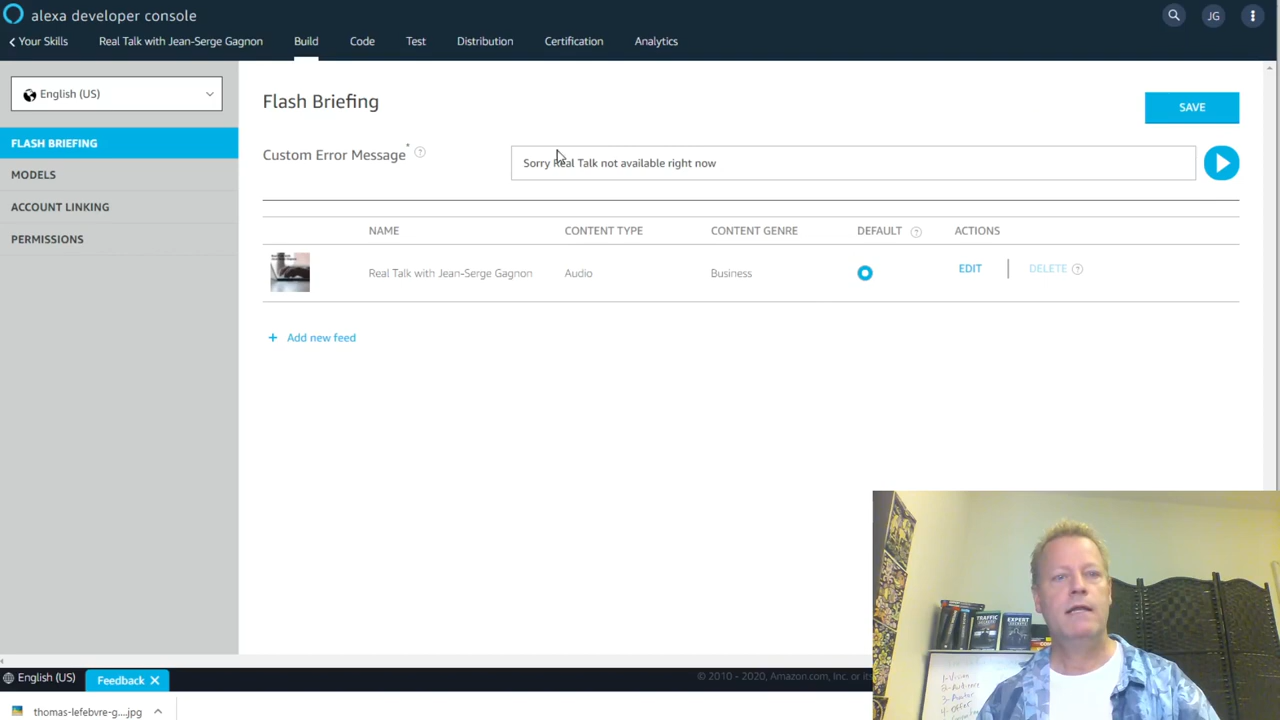 alexa developer console
JG
Your Skills
Real Talk with Jean-Serge Gagnon
Build
Code
Test
Distribution
Certification
Analytics
English (US)
FLASH BRIEFING
MODELS
ACCOUNT LINKING
PERMISSIONS
Flash Briefing
SAVE
Custom Error Message*
Sorry Real Talk not available right now
NAME
CONTENT TYPE
CONTENT GENRE
DEFAULT
ACTIONS
Real Talk with Jean-Serge Gagnon
Audio
Business
EDIT
DELETE
+ Add new feed
English (US)
Feedback
© 2010 - 2020, Amazon.com, Inc. or its
thomas-lefebvre-g....jpg
TRAFFIC
EXPERT